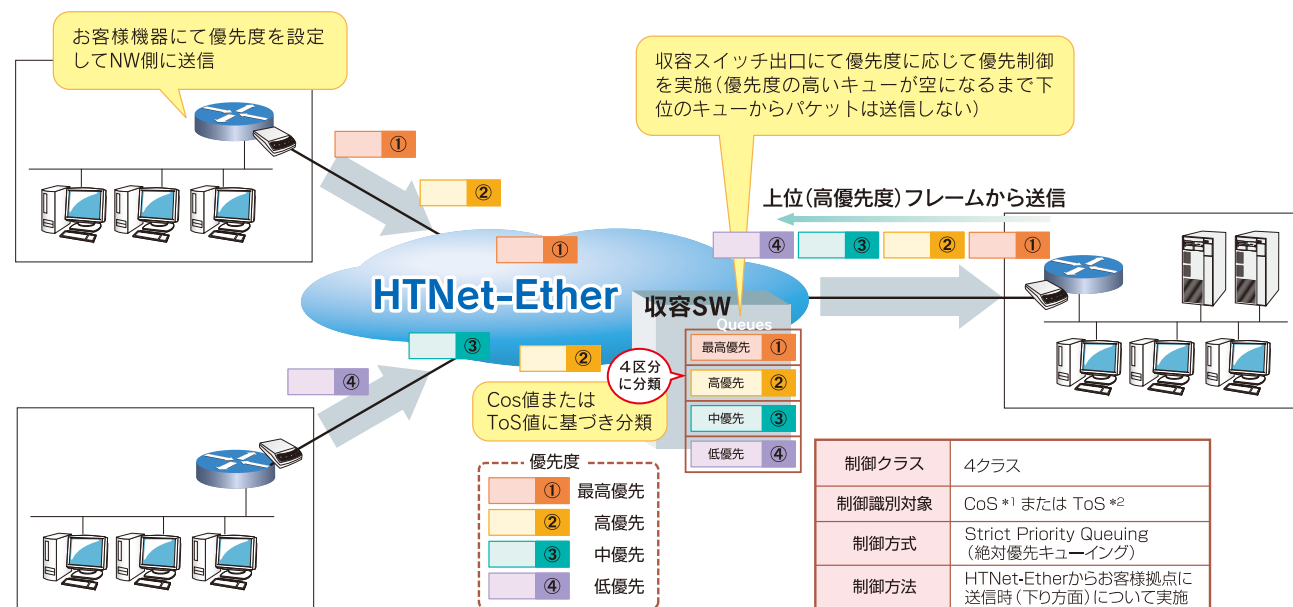 お客様機器にて優先度を設定
してNW側に送信
収容スイッチ出口にて優先度に応じて優先制御
を実施(優先度の高いキューが空になるまで下
位のキューからパケットは送信しない)
①
②
上位(高優先度)フレームから送信
①
④
③
②
①
HTNet-Ether
収容SW
Queues
③
②
4区分
に分類
最高優先
①
高優先
②
中優先
③
低優先
④
④
Cos値または
ToS値に基づき分類
優先度
① 最高優先
② 高優先
③ 中優先
④ 低優先
制御クラス
4クラス
制御識別対象
CoS *1 または ToS *2
制御方式
Strict Priority Queuing
(絶対優先キューイング)
制御方法
HTNet-Etherからお客様拠点に
送信時(下り方面)について実施